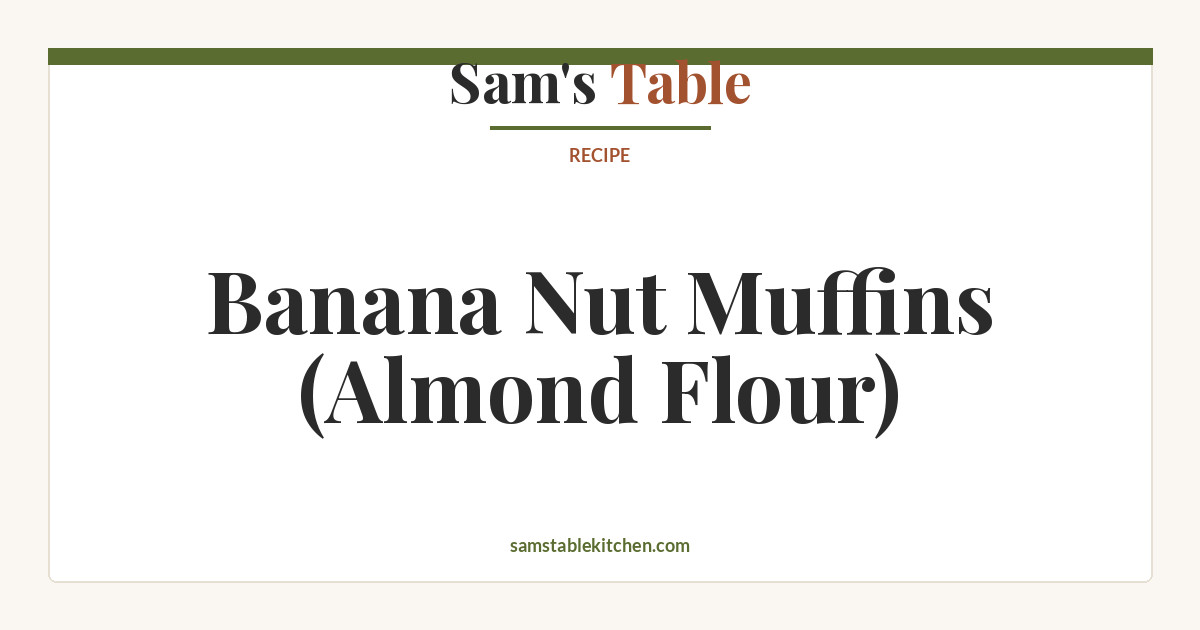 Sam's Table
RECIPE
Banana Nut Muffins
(Almond Flour)
samstablekitchen.com